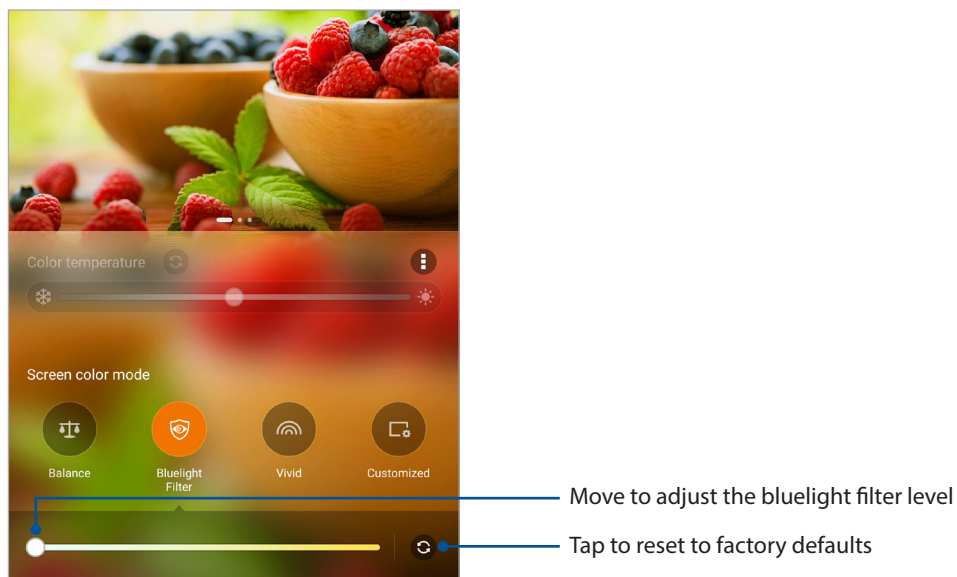 Color temperature
Screen color mode
Balance
Bluelight
Filter
Vivid
Customized
Move to adjust the bluelight filter level
Tap to reset to factory defaults